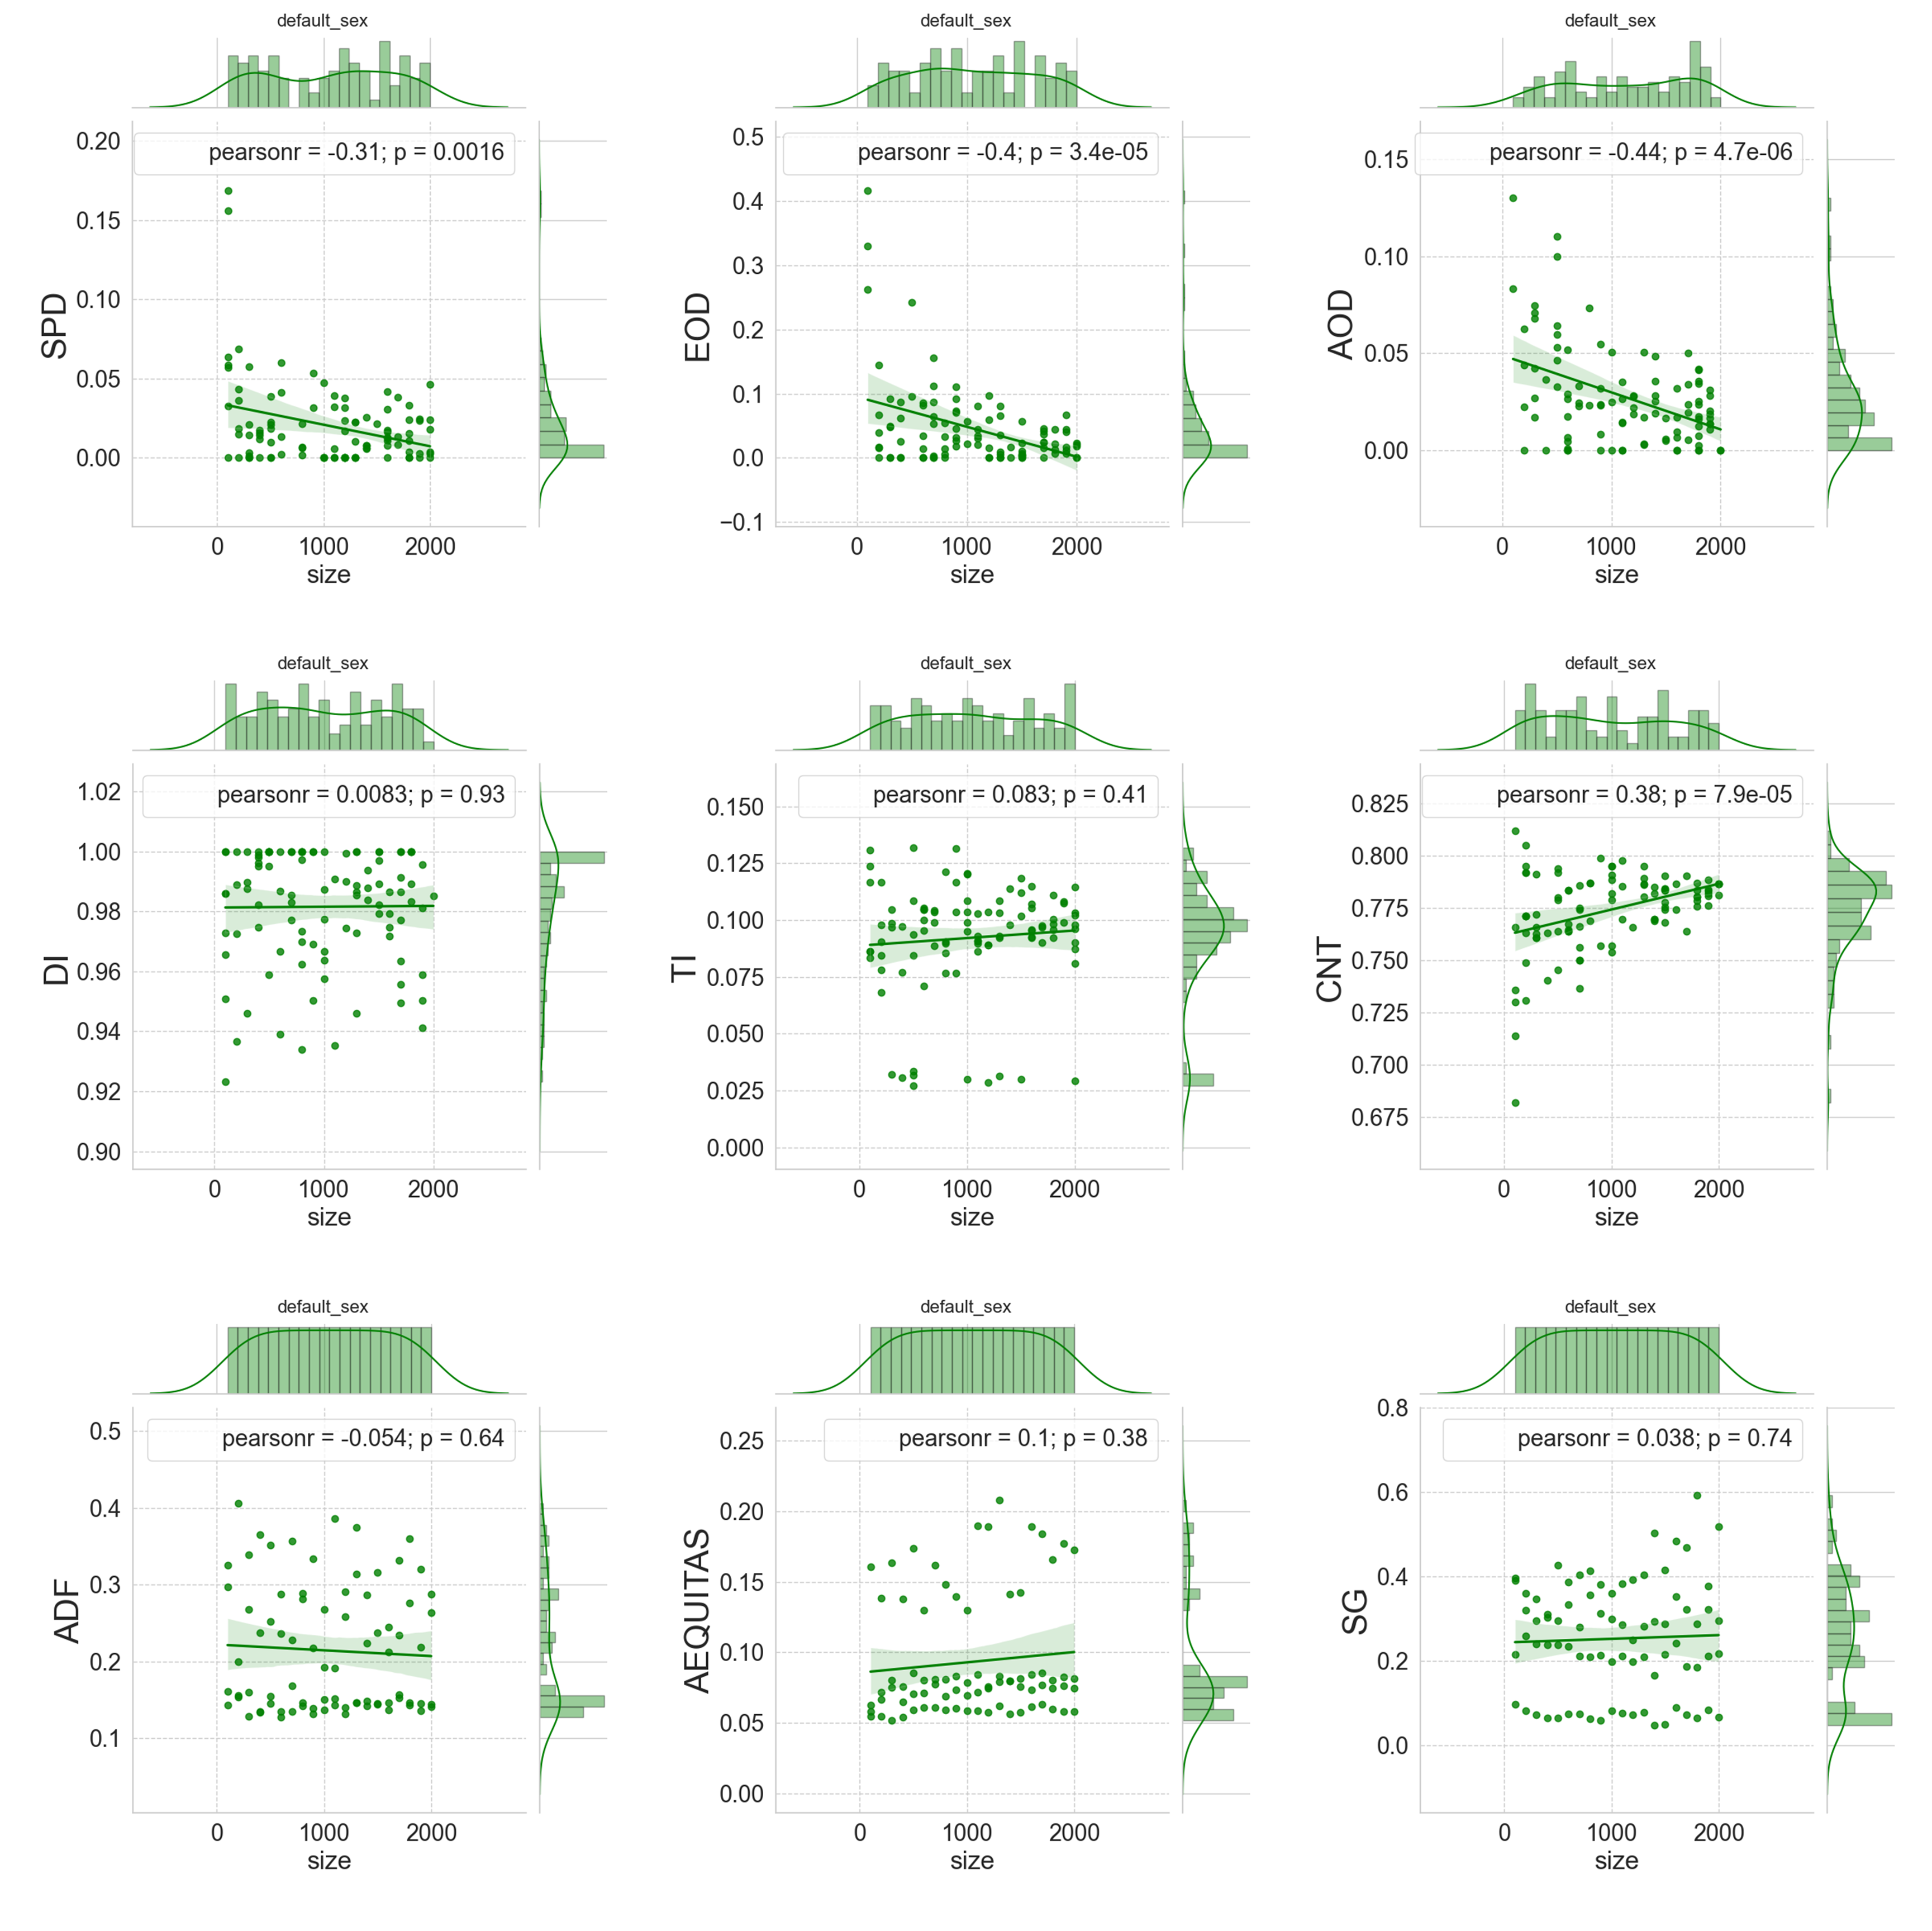 default_sex
pearsonr = -0.31; p = 0.0016
0.20
0.15
0.10
0.05
0.00
SPD
0 1000 2000
size
default_sex
pearsonr = -0.4; p = 3.4e-05
0.5
0.4
0.3
0.2
0.1
0.0
−0.1
EOD
0 1000 2000
size
default_sex
pearsonr = -0.44; p = 4.7e-06
0.15
0.10
0.05
0.00
AOD
0 1000 2000
size
default_sex
pearsonr = 0.0083; p = 0.93
1.02
1.00
0.98
0.96
0.94
0.92
0.90
DI
0 1000 2000
size
default_sex
pearsonr = 0.083; p = 0.41
0.150
0.125
0.100
0.075
0.050
0.025
0.000
TI
0 1000 2000
size
default_sex
pearsonr = 0.38; p = 7.9e-05
0.825
0.800
0.775
0.750
0.725
0.700
0.675
CNT
0 1000 2000
size
default_sex
pearsonr = -0.054; p = 0.64
0.5
0.4
0.3
0.2
0.1
ADF
0 1000 2000
size
default_sex
pearsonr = 0.1; p = 0.38
0.25
0.20
0.15
0.10
0.05
0.00
AEQUITAS
0 1000 2000
size
default_sex
pearsonr = 0.038; p = 0.74
0.8
0.6
0.4
0.2
0.0
SG
0 1000 2000
size